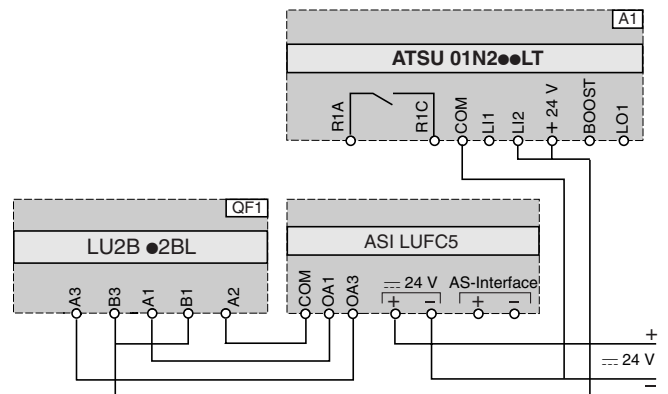 A1
ATSU 01N2●●LT
R1A R1C COM LI1 LI2 + 24 V BOOST LO1
QF1
LU2B ●2BL
ASI LUFC5
A3 B3 A1 B1 A2
COM OA1 OA3
24 V AS-Interface
+ − + −
+
24 V
−